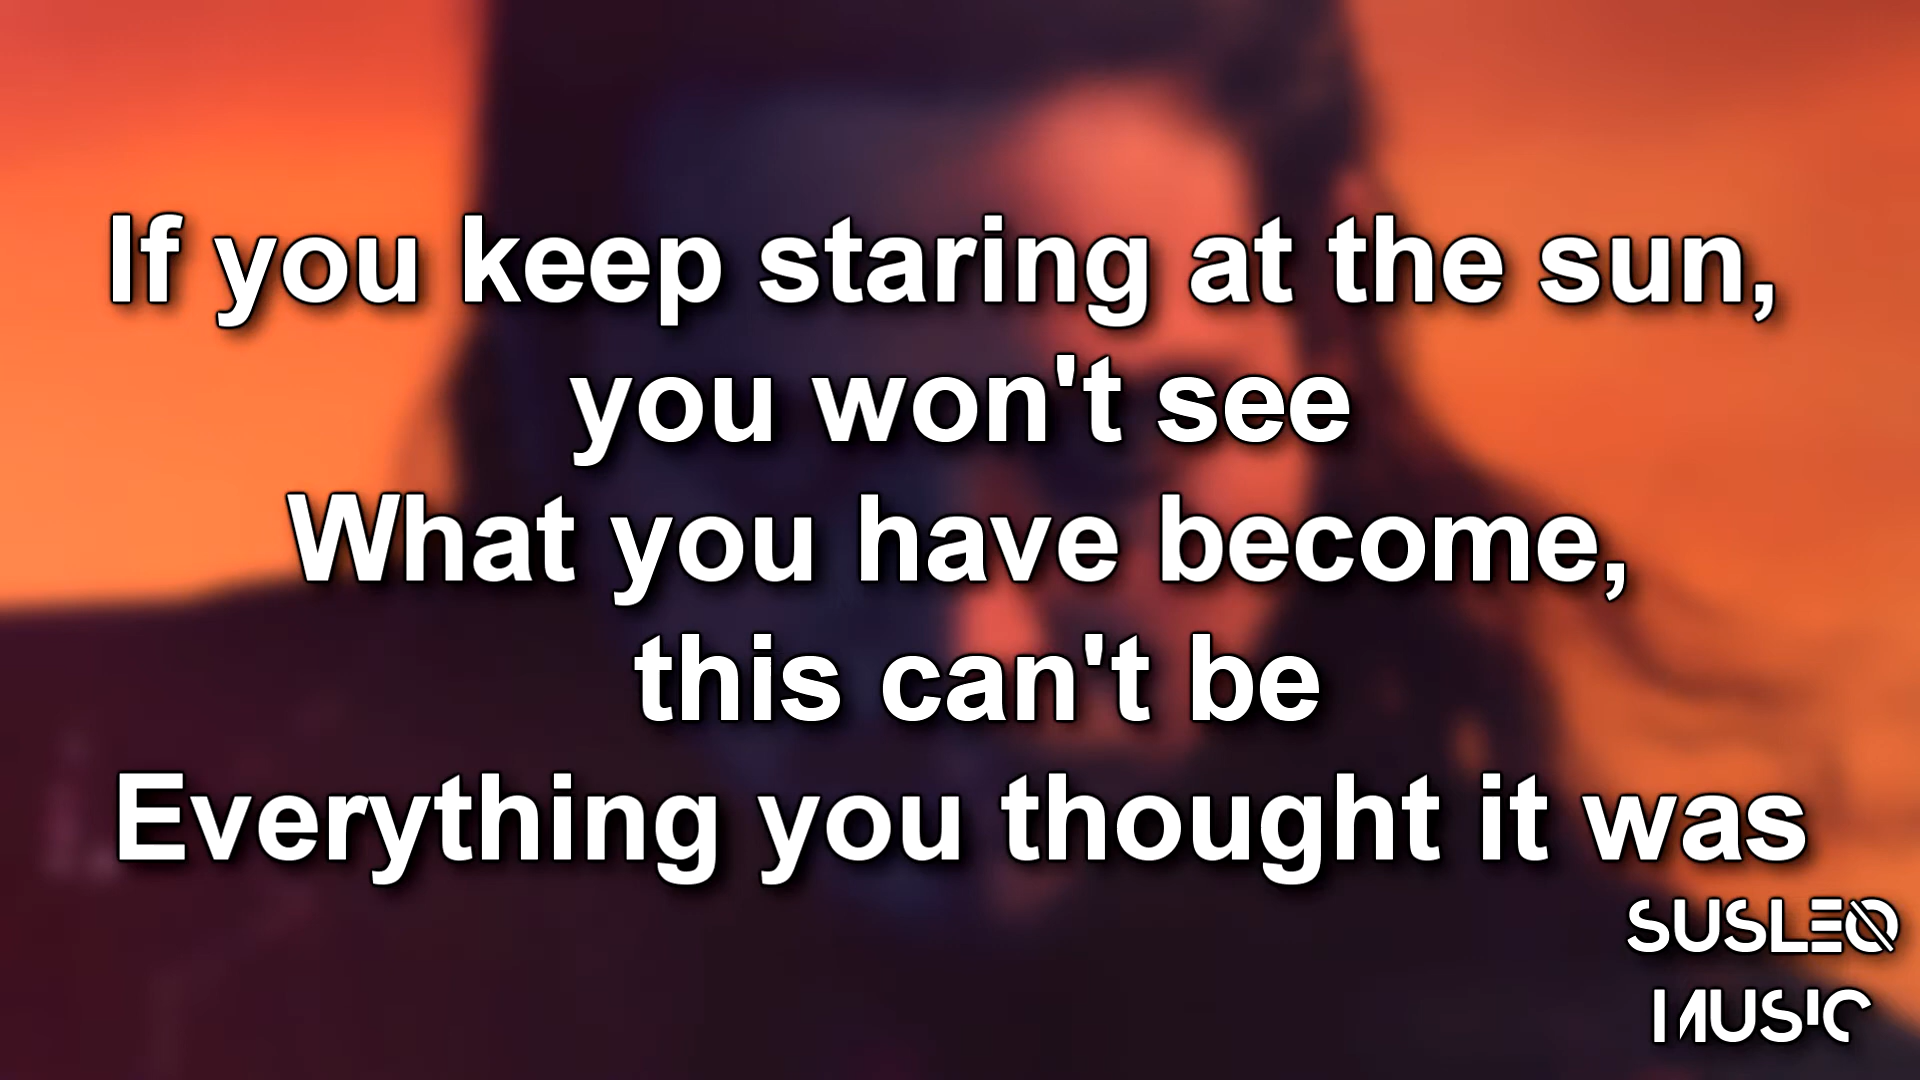 If you keep staring at the sun,
you won't see
What you have become,
this can't be
Everything you thought it was
SUSLEO
MUSIC